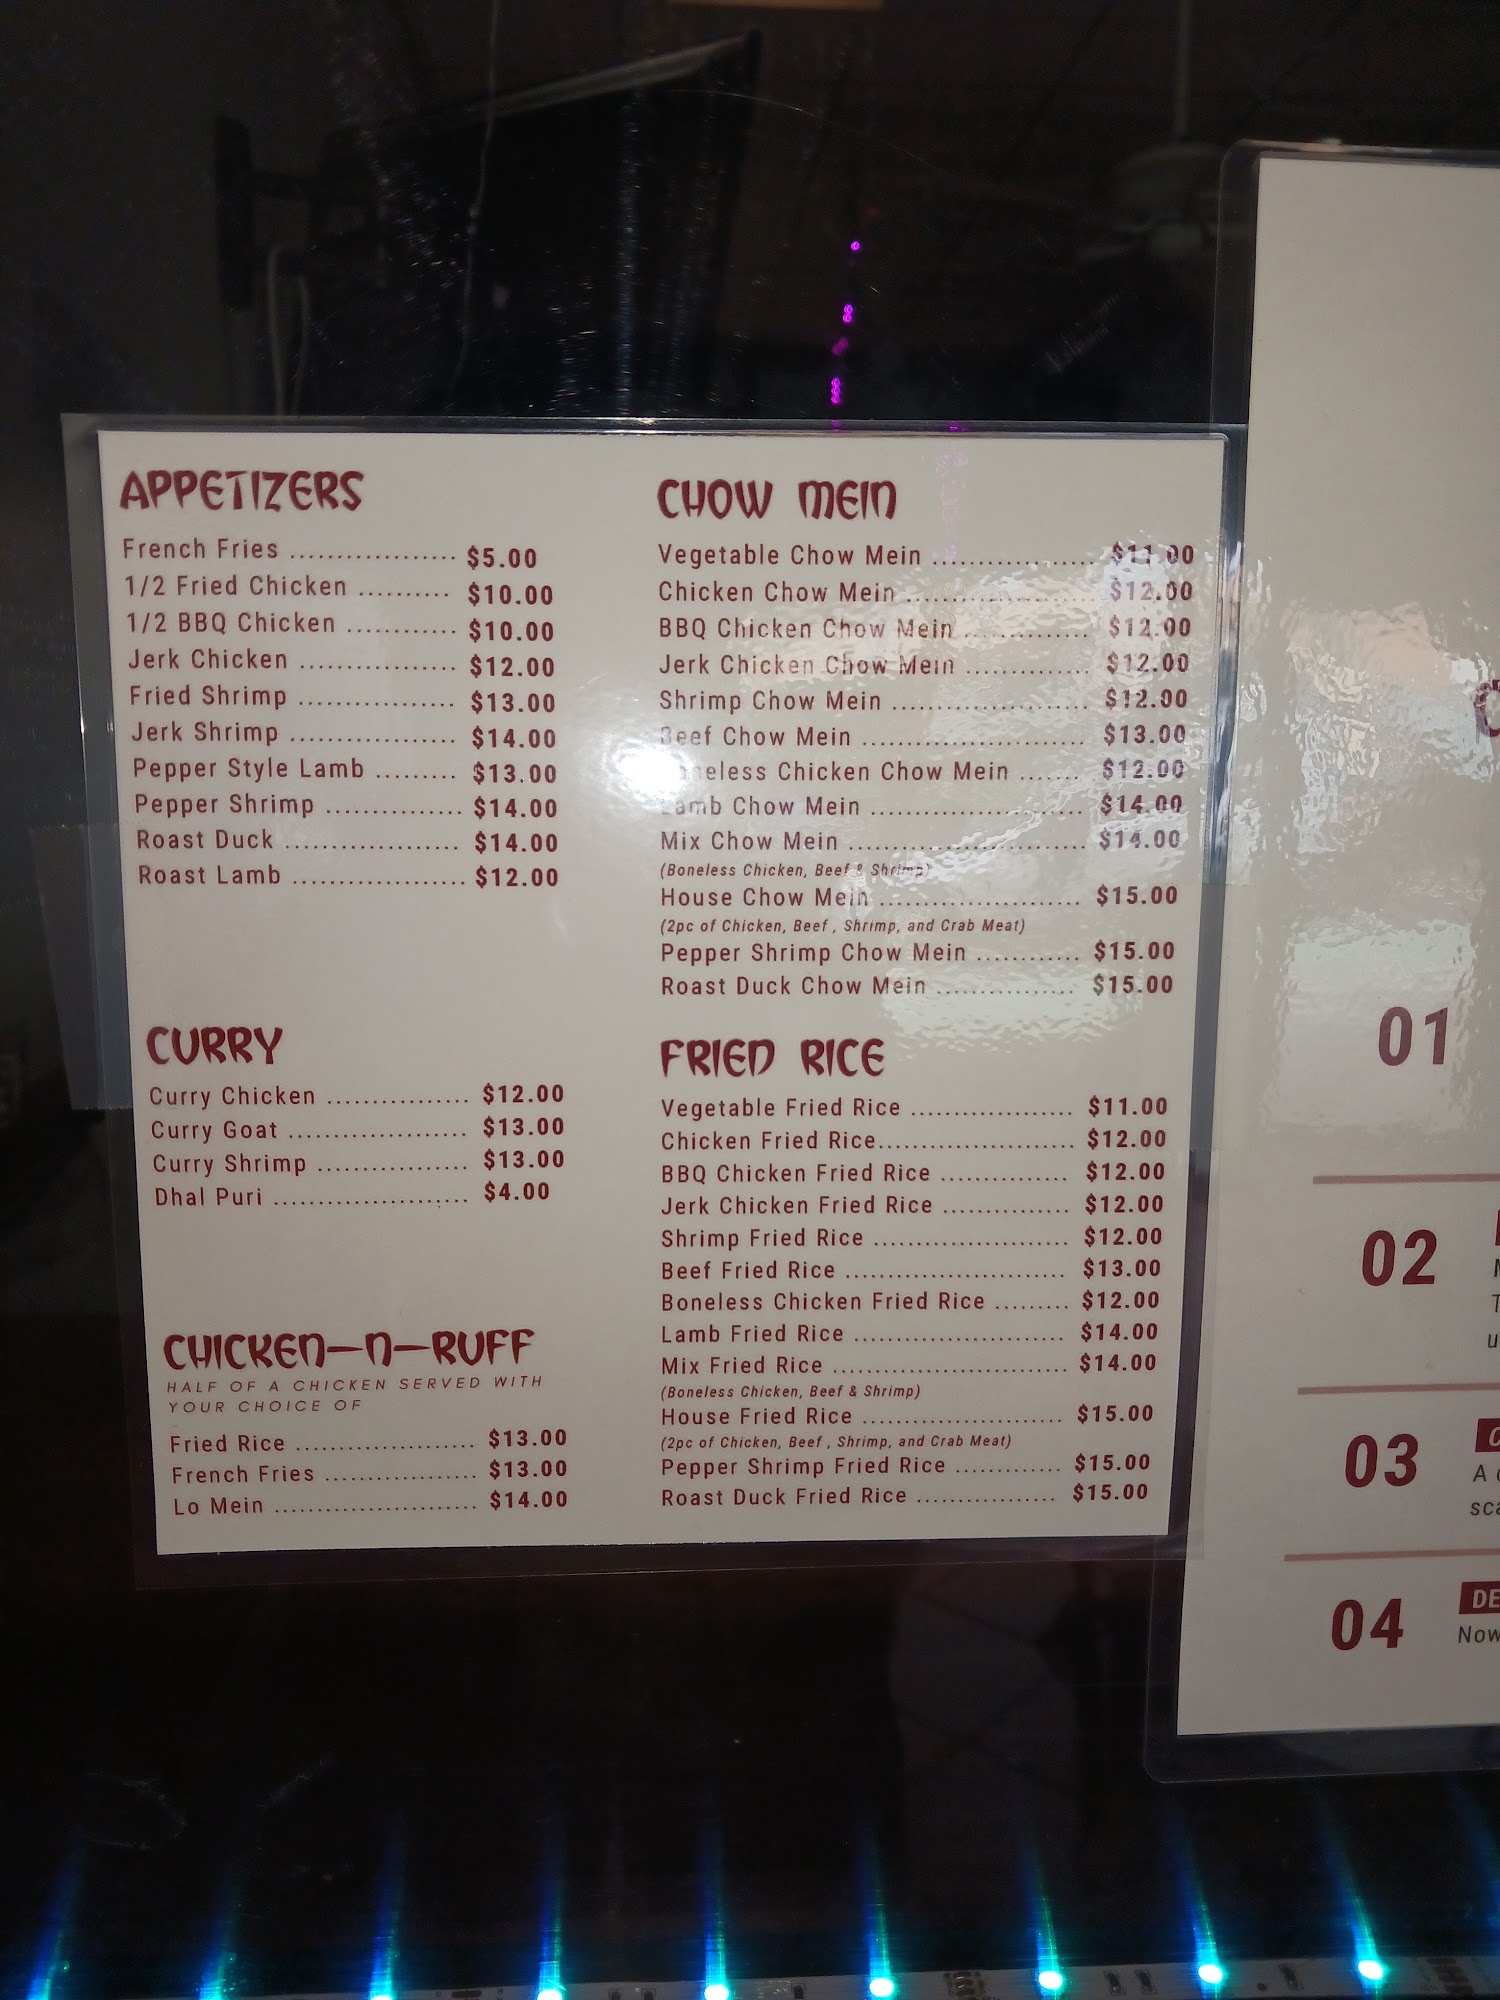 APPETIZERS
French Fries .................. $5.00
1/2 Fried Chicken .......... $10.00
1/2 BBQ Chicken ............ $10.00
Jerk Chicken ................. $12.00
Fried Shrimp ................. $13.00
Jerk Shrimp .................. $14.00
Pepper Style Lamb ......... $13.00
Pepper Shrimp ............... $14.00
Roast Duck ................... $14.00
Roast Lamb ................... $12.00
CURRY
Curry Chicken ................ $12.00
Curry Goat .................... $13.00
Curry Shrimp ................. $13.00
Dhal Puri ...................... $4.00
CHICKEN-N-RUFF
HALF OF A CHICKEN SERVED WITH
YOUR CHOICE OF
Fried Rice ...................... $13.00
French Fries ................... $13.00
Lo Mein ......................... $14.00
CHOW MEIN
Vegetable Chow Mein .................. $11.00
Chicken Chow Mein ..................... $12.00
BBQ Chicken Chow Mein .............. $12.00
Jerk Chicken Chow Mein .............. $12.00
Shrimp Chow Mein ...................... $12.00
Beef Chow Mein ......................... $13.00
Boneless Chicken Chow Mein ....... $12.00
Lamb Chow Mein ........................ $14.00
Mix Chow Mein ........................... $14.00
(Boneless Chicken, Beef & Shrimp)
House Chow Mein ........................ $15.00
(2pc of Chicken, Beef , Shrimp, and Crab Meat)
Pepper Shrimp Chow Mein ............ $15.00
Roast Duck Chow Mein ................ $15.00
FRIED RICE
Vegetable Fried Rice ................... $11.00
Chicken Fried Rice....................... $12.00
BBQ Chicken Fried Rice ............... $12.00
Jerk Chicken Fried Rice ............... $12.00
Shrimp Fried Rice ....................... $12.00
Beef Fried Rice .......................... $13.00
Boneless Chicken Fried Rice ......... $12.00
Lamb Fried Rice ......................... $14.00
Mix Fried Rice ............................ $14.00
(Boneless Chicken, Beef & Shrimp)
House Fried Rice ......................... $15.00
(2pc of Chicken, Beef , Shrimp, and Crab Meat)
Pepper Shrimp Fried Rice ............. $15.00
Roast Duck Fried Rice ................. $15.00
01
02
03
A
04
Now